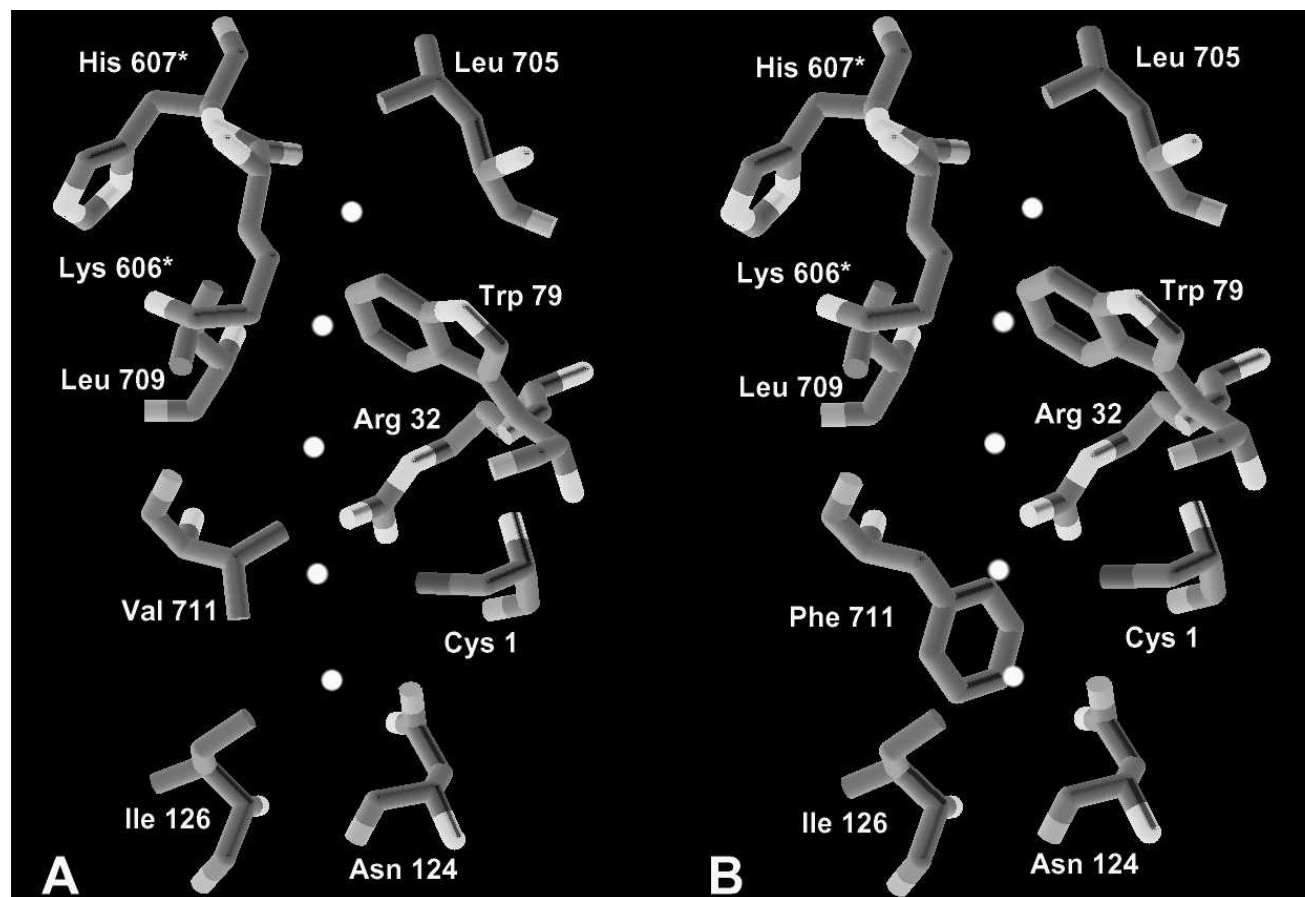 His 607*
Leu 705
Lys 606*
Trp 79
Leu 709
Arg 32
Val 711
Cys 1
Ile 126
Asn 124
A
His 607*
Leu 705
Lys 606*
Trp 79
Leu 709
Arg 32
Phe 711
Cys 1
Ile 126
Asn 124
B